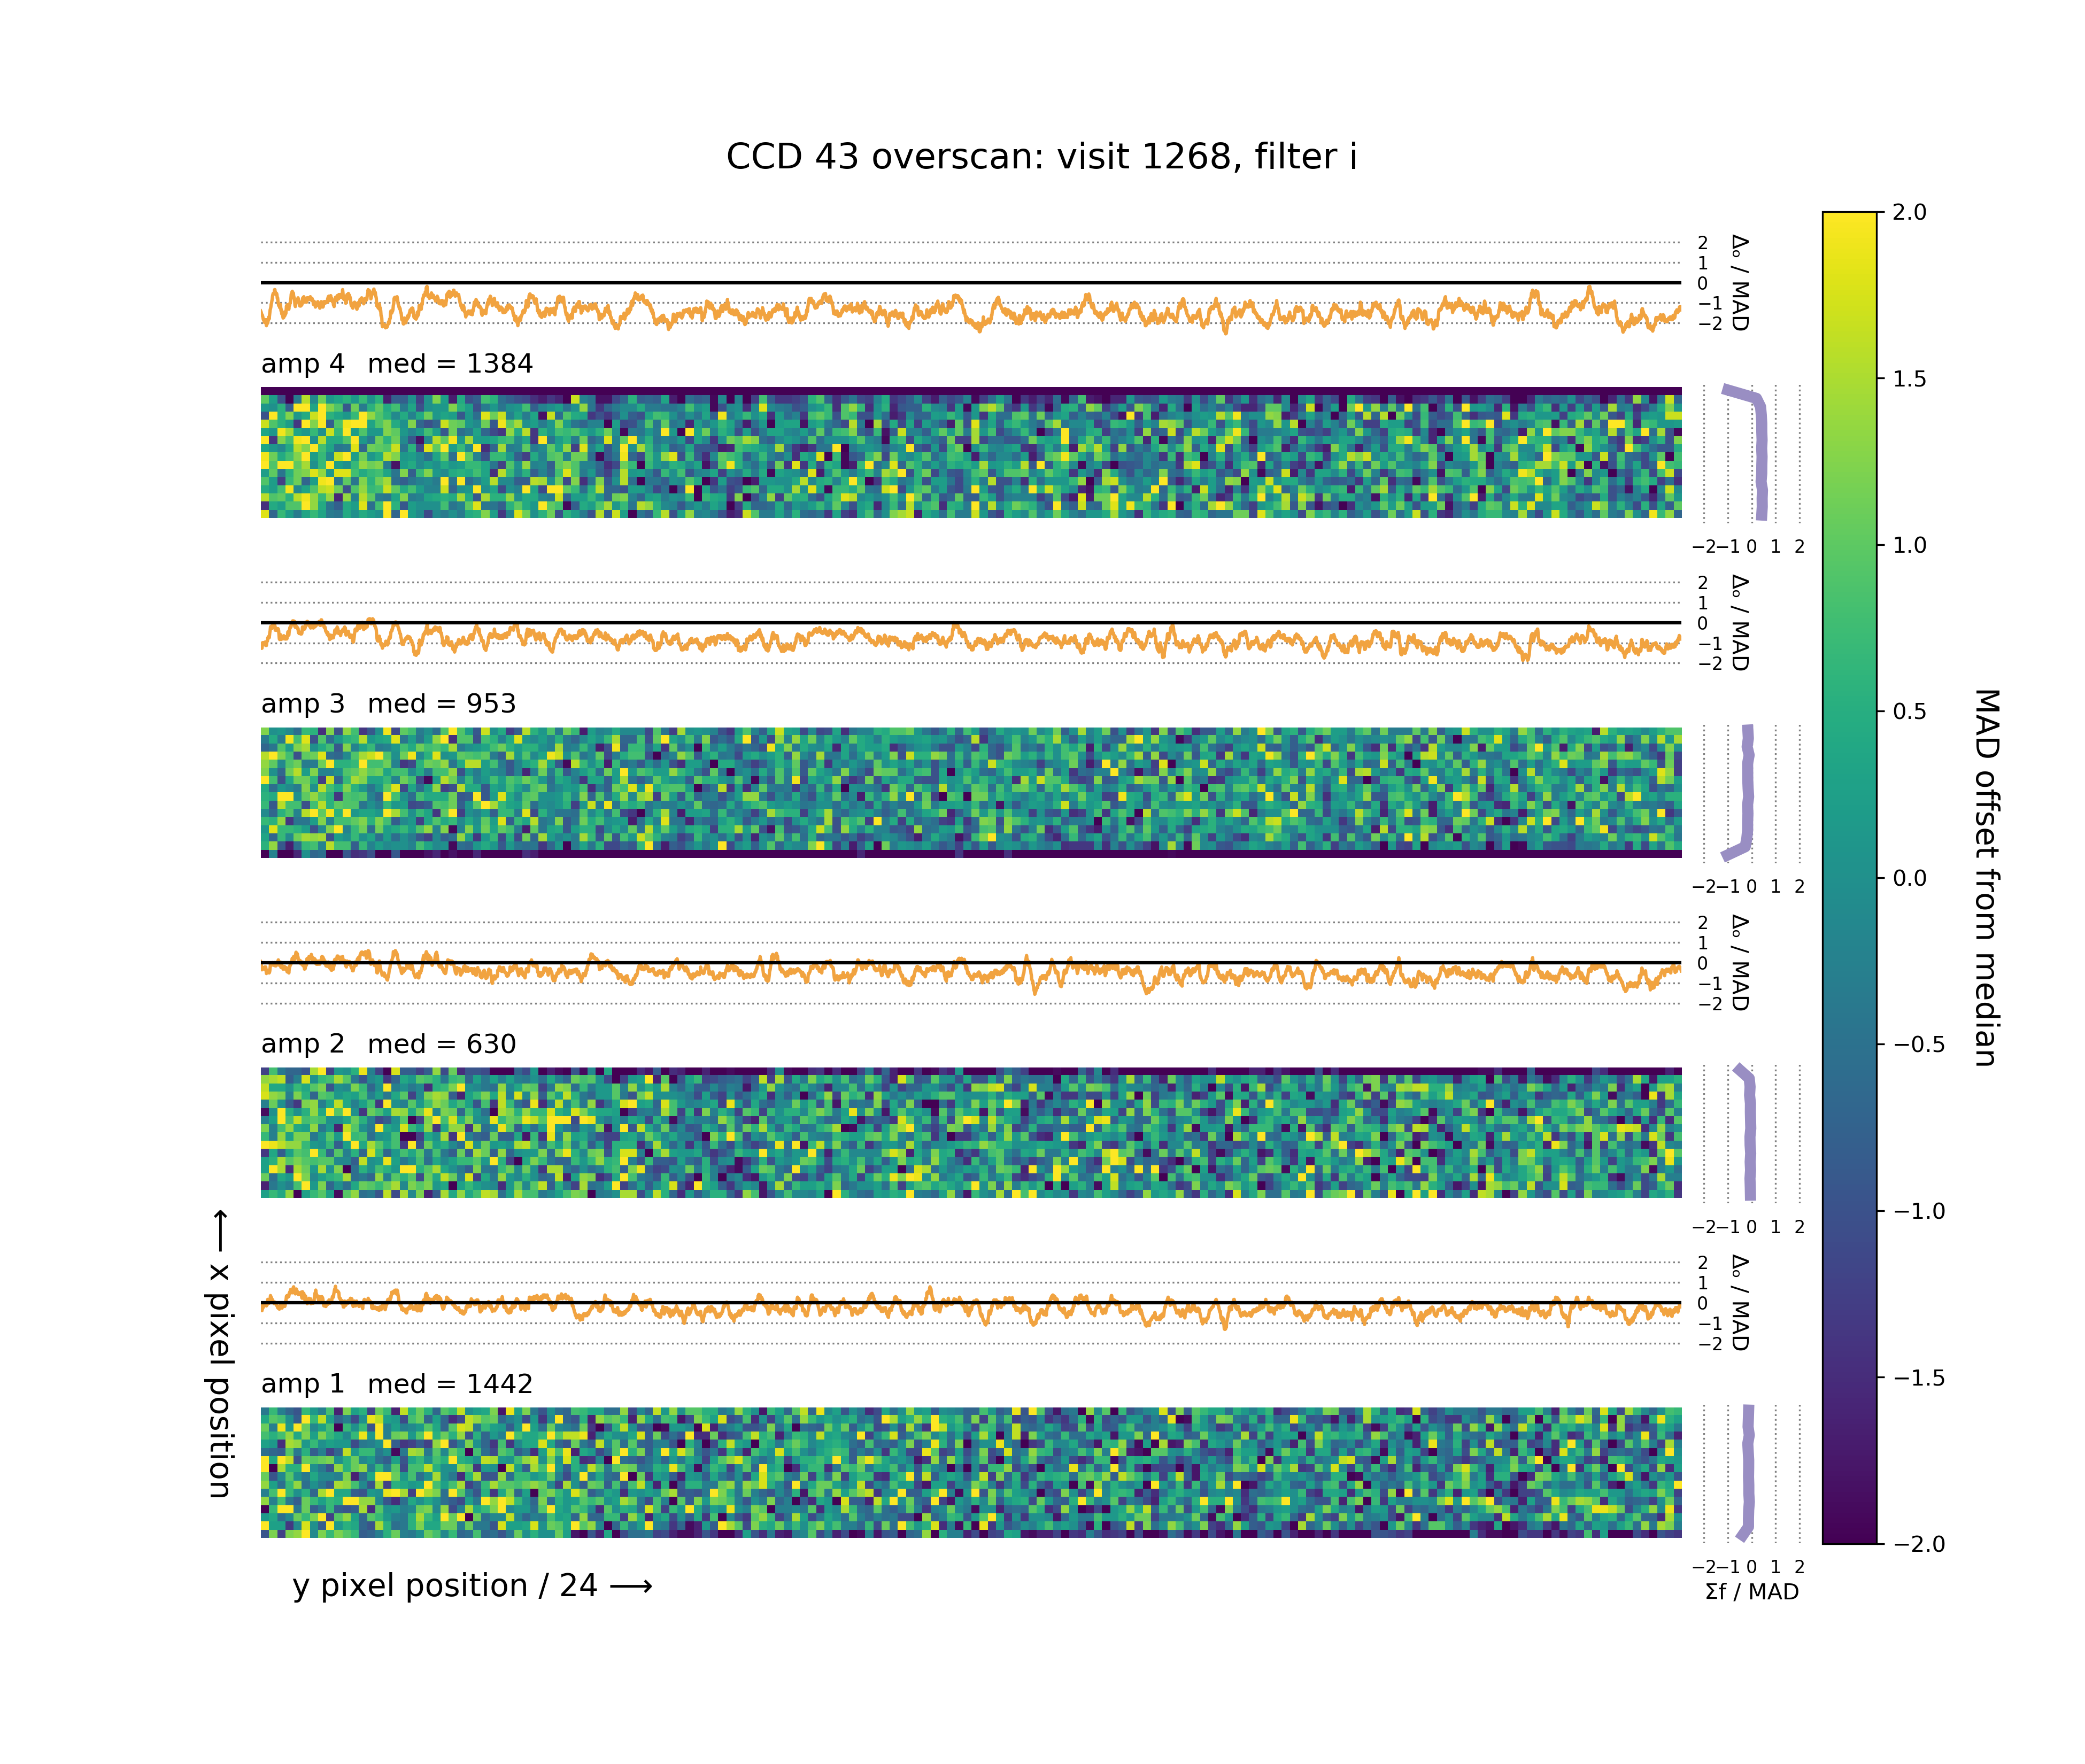 CCD 43 overscan: visit 1268, filter i
2
1
0
−1
−2
Δₒ / MAD
amp 4 med = 1384
−2 −1 0 1 2
2
1
0
−1
−2
Δₒ / MAD
amp 3 med = 953
−2 −1 0 1 2
2
1
0
−1
−2
Δₒ / MAD
amp 2 med = 630
−2 −1 0 1 2
2
1
0
−1
−2
Δₒ / MAD
amp 1 med = 1442
−2 −1 0 1 2
Σf / MAD
y pixel position / 24 ⟶
⟵ x pixel position
2.0
1.5
1.0
0.5
0.0
−0.5
−1.0
−1.5
−2.0
MAD offset from median